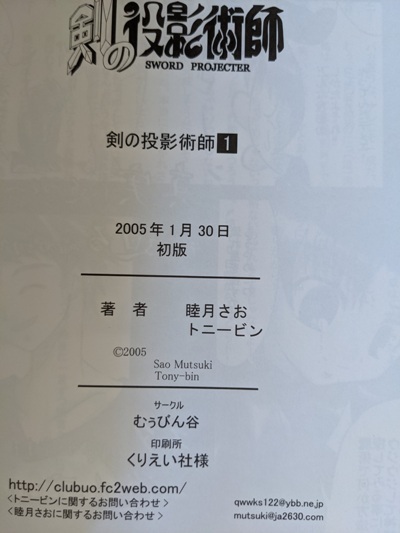 剣の投影術師
SWORD PROJECTER
剣の投影術師 1
2005年1月30日
初版
著 者 睦月さお
トニービン
©2005
Sao Mutsuki
Tony-bin
サークル
むぅびん谷
印刷所
くりえい社様
http://clubuo.fc2web.com/
<トニービンに関するお問い合わせ> qwwks122@ybb.ne.jp
<睦月さおに関するお問い合わせ> mutsuki@ja2630.com